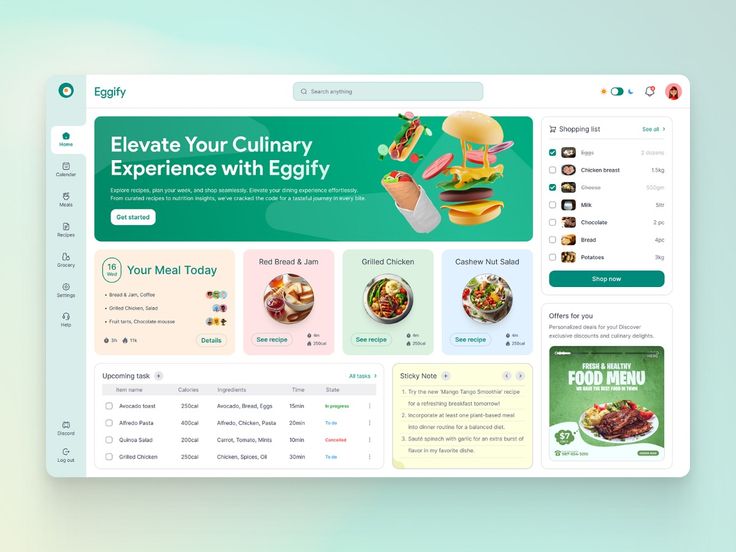 Eggify
Search anything
Home
Calender
Meals
Recipes
Grocery
Settings
Help
Discord
Log out
Elevate Your Culinary
Experience with Eggify
Explore recipes, plan your week, and shop seamlessly. Elevate your dining experience effortlessly.
From curated recipes to nutrition insights, we've cracked the code for a tasteful journey in every bite.
Get started
16
Wed
Your Meal Today
• Bread & Jam, Coffee
• Grilled Chicken, Salad
• Fruit tarts, Chocolate mousse
3h
11k
Details
Red Bread & Jam
See recipe
4m
250cal
Grilled Chicken
See recipe
4m
250cal
Cashew Nut Salad
See recipe
4m
250cal
Upcoming task
All tasks
Item name Calories Ingredients Time State
Avocado toast 250cal Avocado, Bread, Eggs 15min In progress
Alfredo Pasta 400cal Alfredo, Chicken, Pasta 20min To do
Quinoa Salad 200cal Carrot, Tomato, Mints 10min Cancelled
Grilled Chicken 250cal Chicken, Spices, Oil 30min To do
Sticky Note
1. Try the new 'Mango Tango Smoothie' recipe
for a refreshing breakfast tomorrow!
2. Incorporate at least one plant-based meal
into dinner routine for a balanced diet.
3. Sauté spinach with garlic for an extra burst of
flavor in my favorite dishe.
Shopping list
See all
Eggs 2 dozens
Chicken breast 1.5kg
Cheese 500gm
Milk 5ltr
Chocolate 2 pc
Bread 4pc
Potatoes 3kg
Shop now
Offers for you
Personalized deals for you! Discover
exclusive discounts and culinary delights.
FRESH & HEALTHY
FOOD MENU
WE HAVE THE BEST FOOD IN TOWN
$7
ORDER NOW